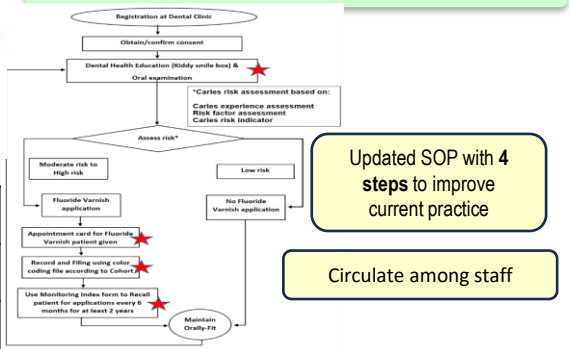 Registration at Dental Clinic
Obtain/confirm consent
Dental Health Education (Kiddy smile box) &
Oral examination
*Caries risk assessment based on:
Caries experience assessment
Risk factor assessment
Caries risk indicator
Assess risk*
Moderate risk to
High risk
Low risk
Fluoride Varnish
application
No Fluoride
Varnish application
Appointment card for Fluoride
Varnish patient given
Record and Filing using color
coding file according to Cohort
Use Monitoring index form to Recall
patient for applications every 6
months for at least 2 years
Maintain
Orally-Fit
Updated SOP with 4
steps to improve
current practice
Circulate among staff